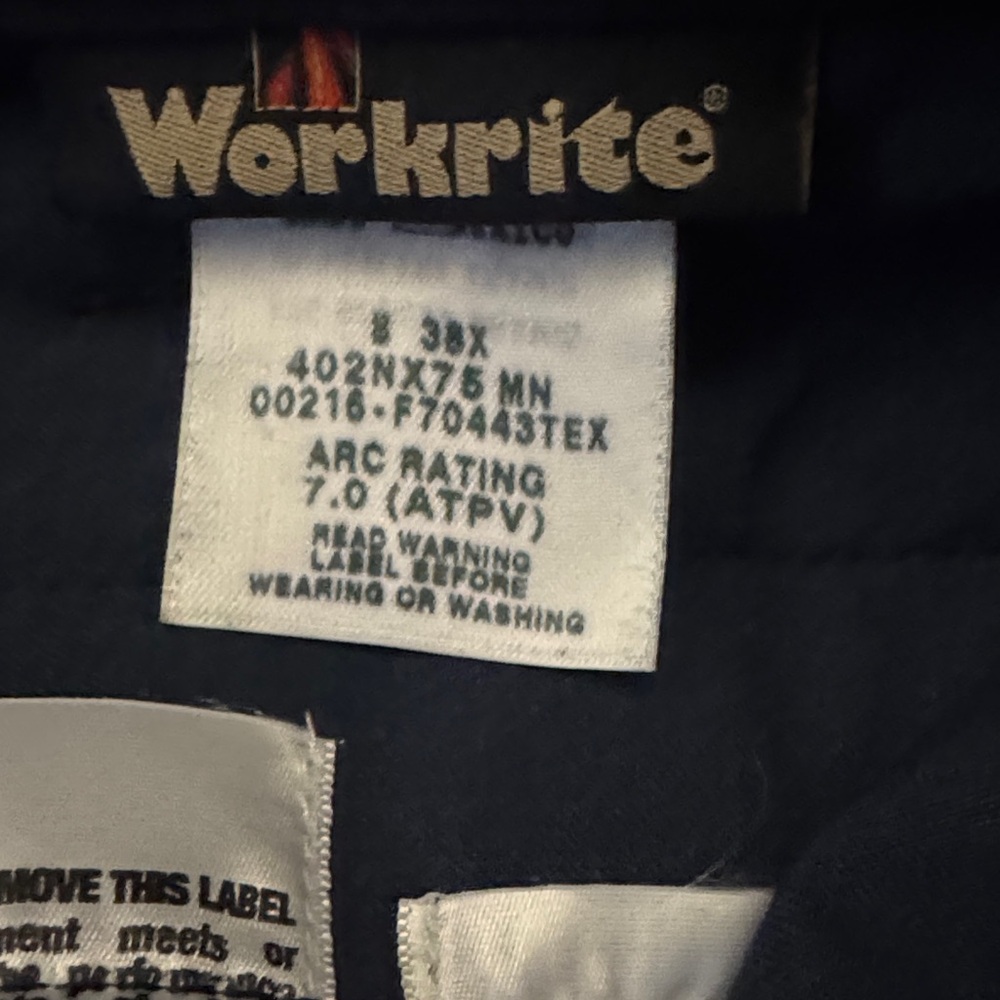 Workrite®
38X
402NX75 MN
00216-F70443TEX
ARC RATING
7.0 (ATPV)
READ WARNING
LABEL BEFORE
WEARING OR WASHING
MOVE THIS LABEL
ment meets or